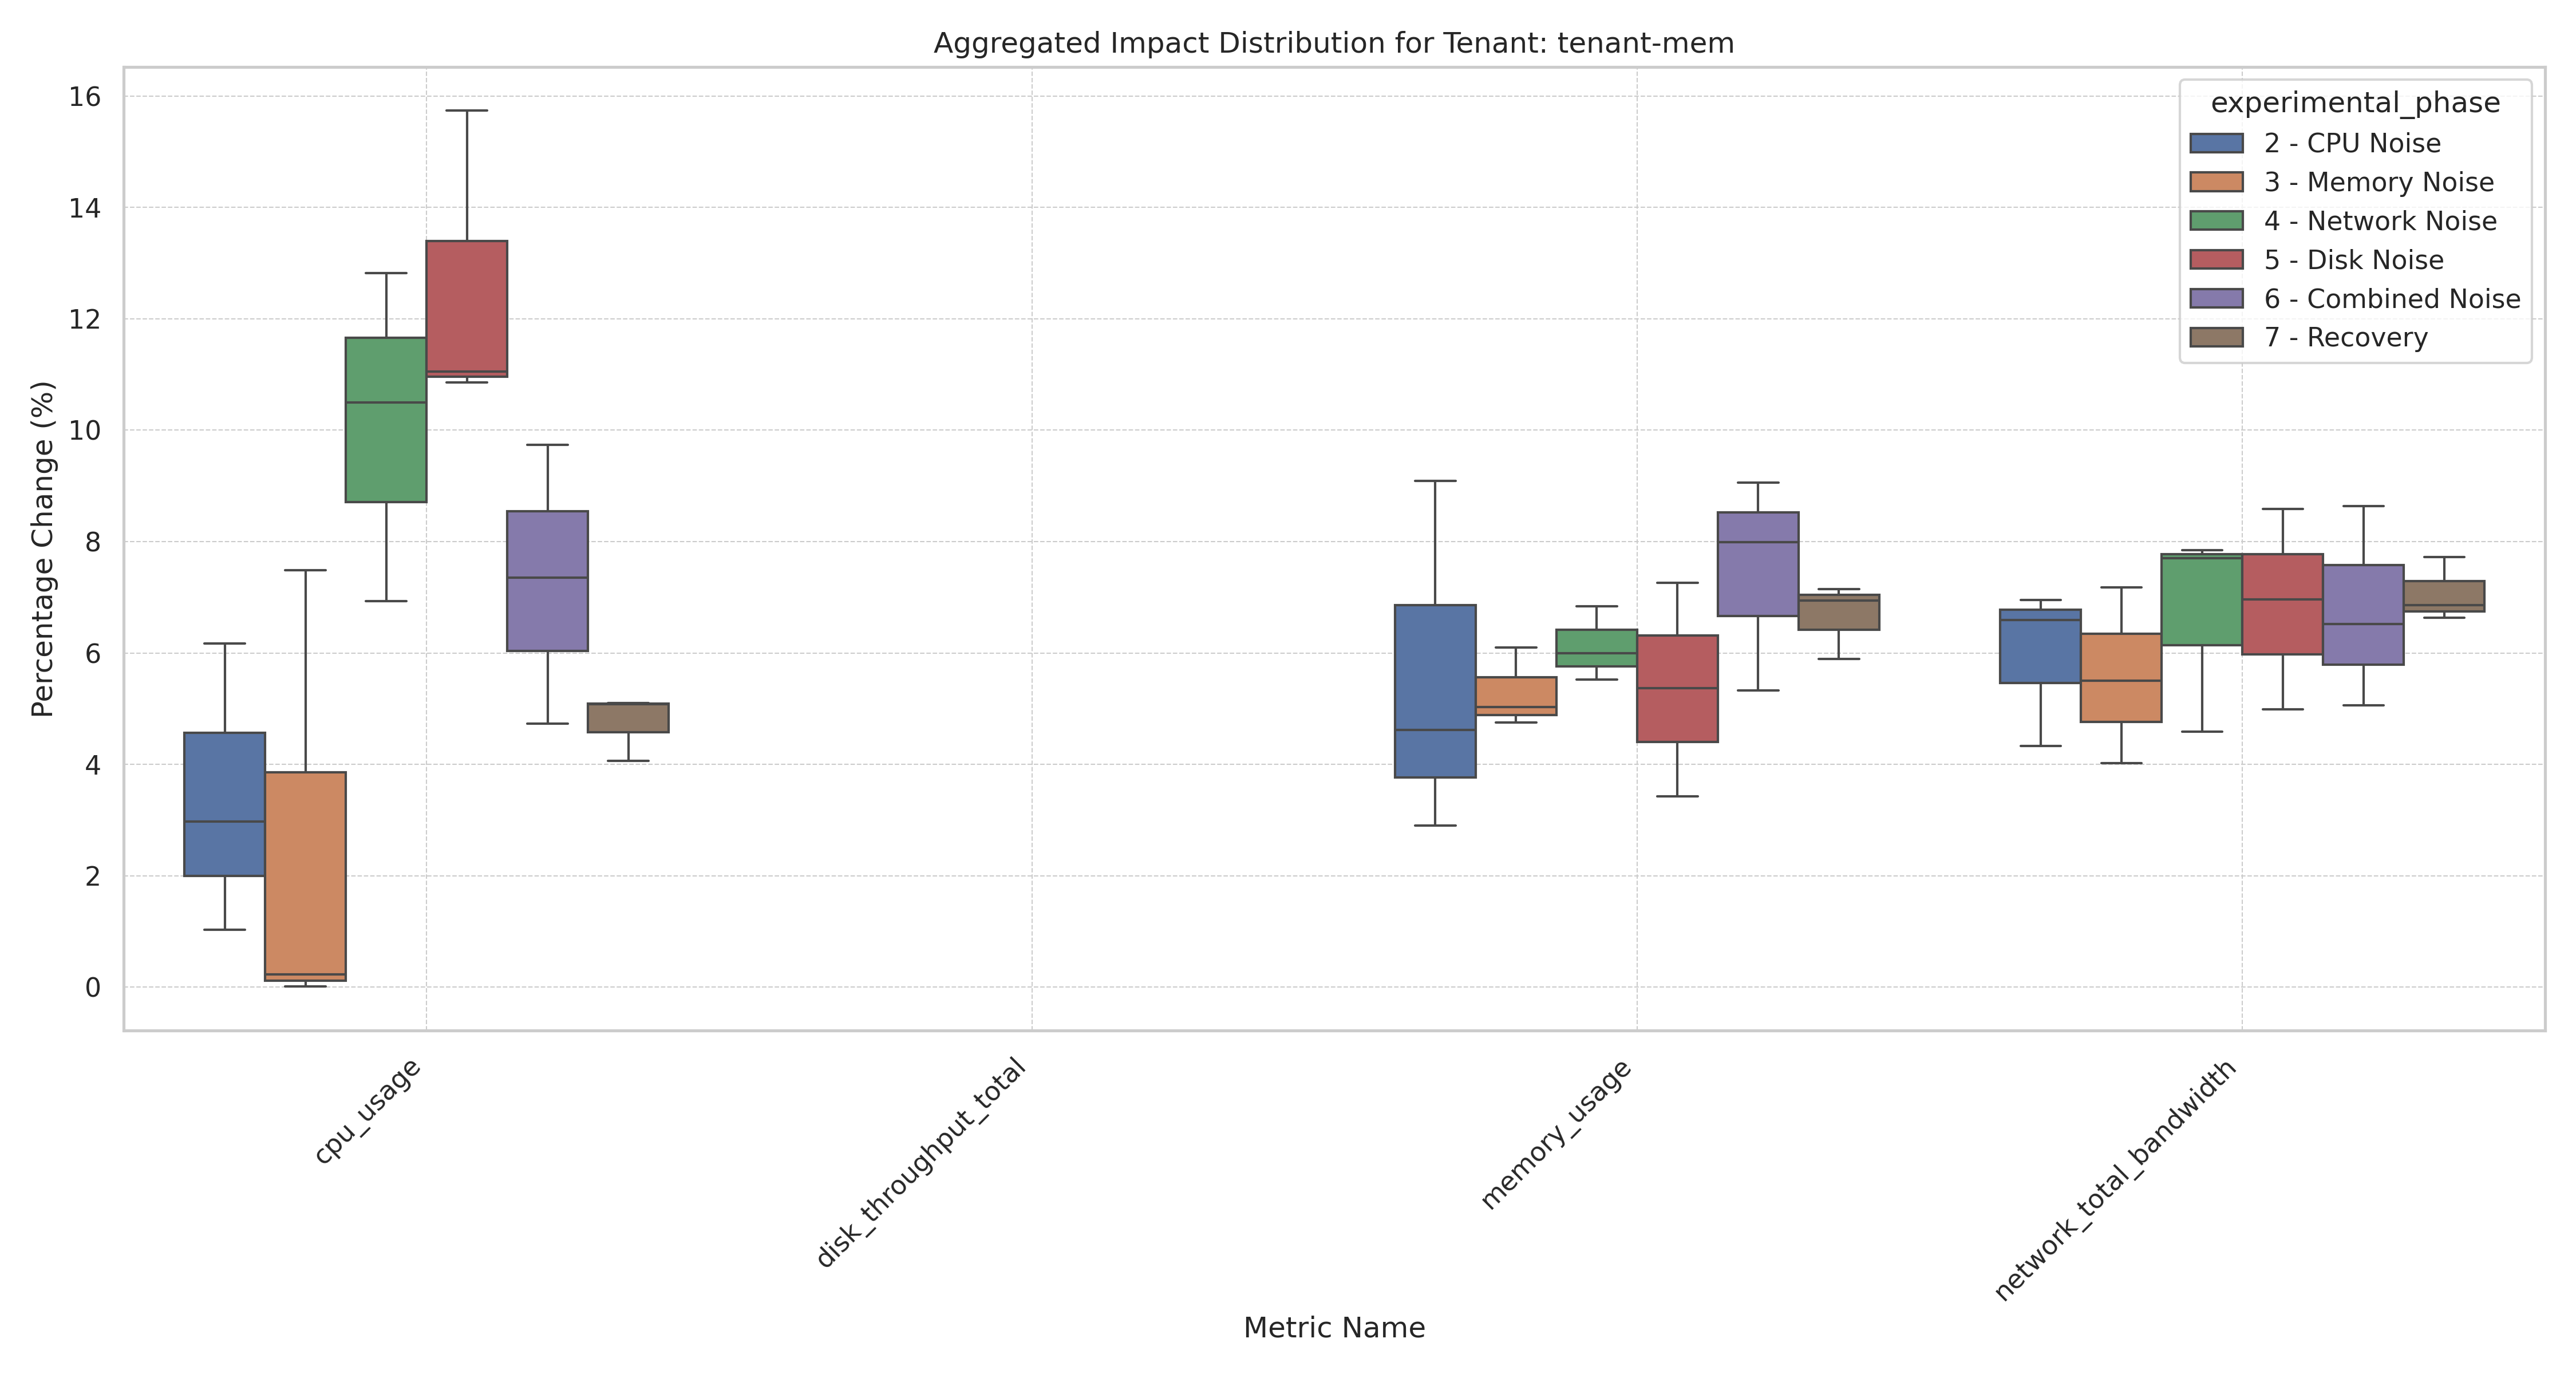 Aggregated Impact Distribution for Tenant: tenant-mem
Percentage Change (%)
16
14
12
10
8
6
4
2
0
experimental_phase
2 - CPU Noise
3 - Memory Noise
4 - Network Noise
5 - Disk Noise
6 - Combined Noise
7 - Recovery
cpu_usage
disk_throughput_total
memory_usage
network_total_bandwidth
Metric Name